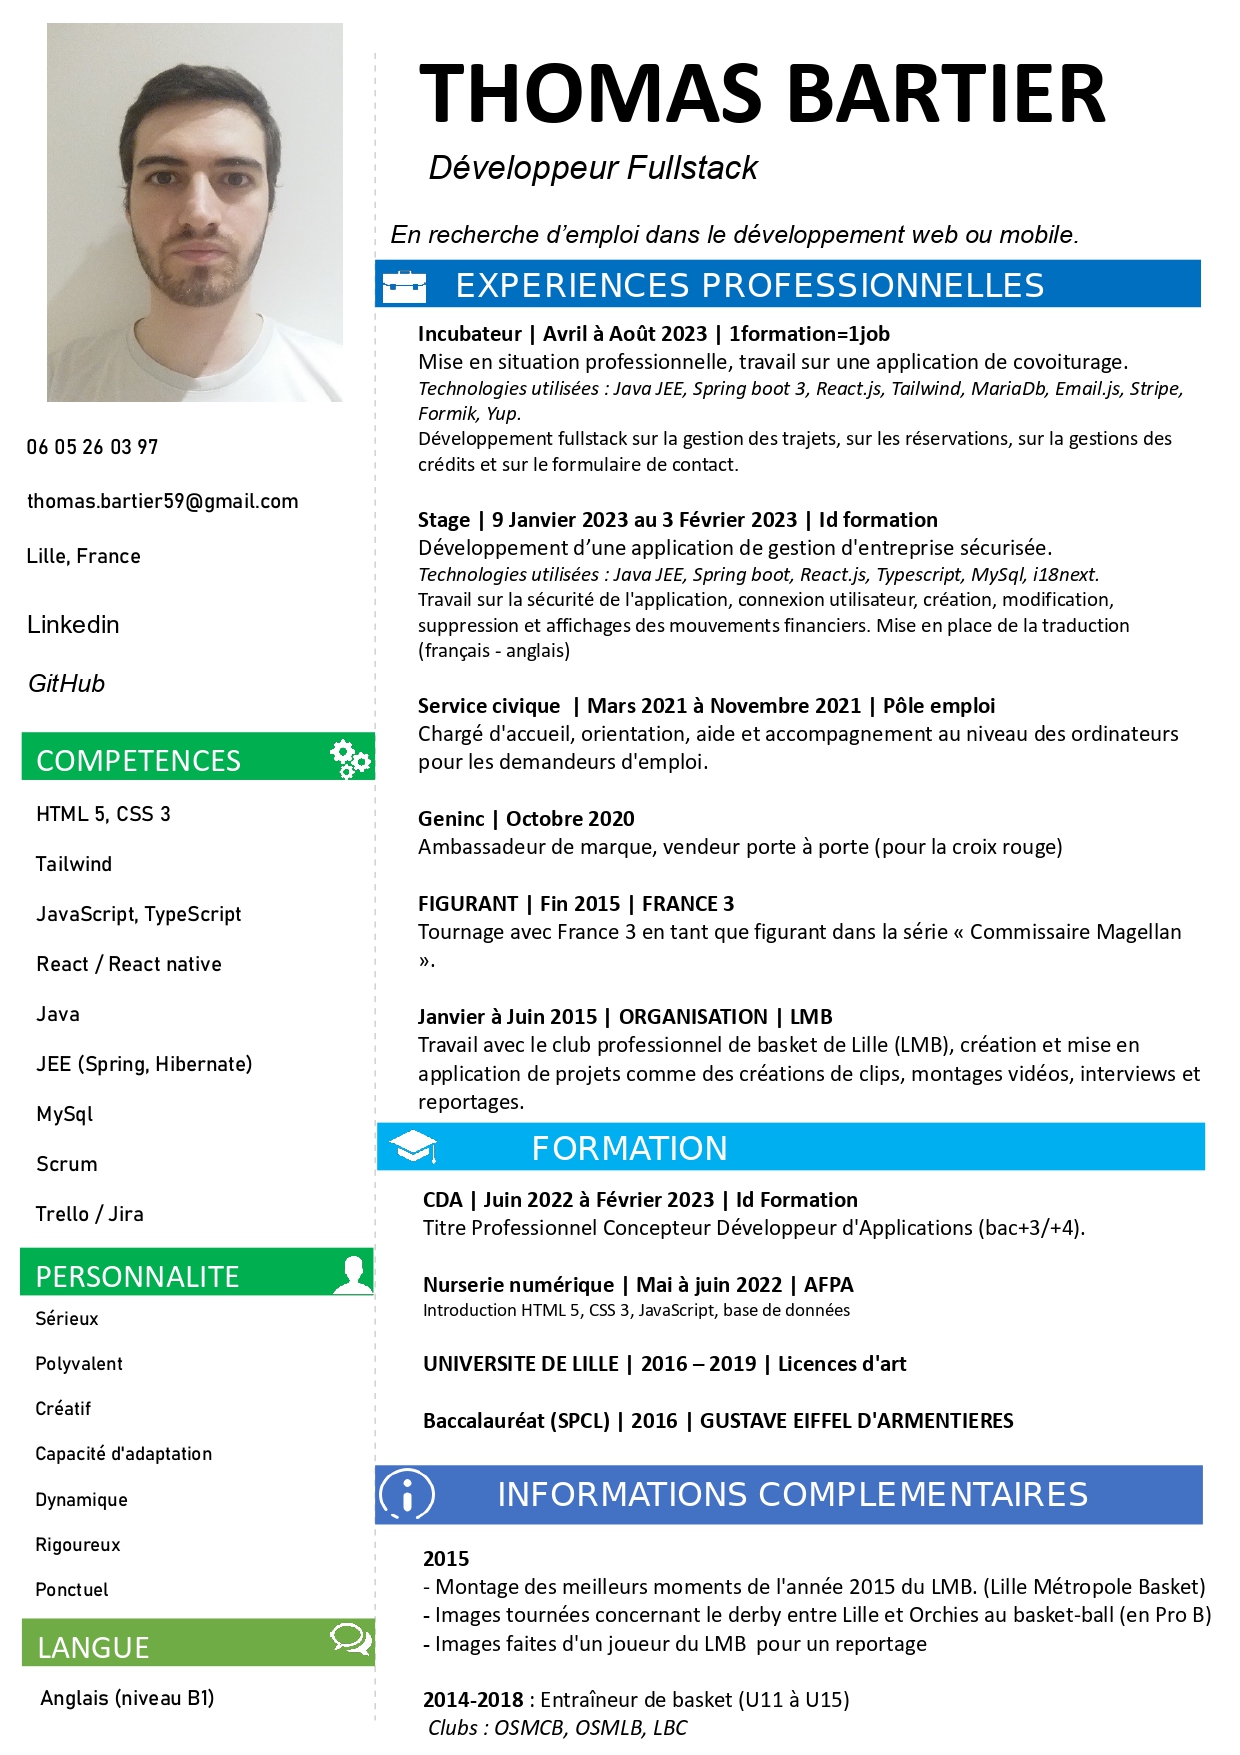 THOMAS BARTIER
Développeur Fullstack
En recherche d’emploi dans le développement web ou mobile.
06 05 26 03 97
thomas.bartier59@gmail.com
Lille, France
Linkedin
GitHub
COMPETENCES
HTML 5, CSS 3
Tailwind
JavaScript, TypeScript
React / React native
Java
JEE (Spring, Hibernate)
MySql
Scrum
Trello / Jira
PERSONNALITE
Sérieux
Polyvalent
Créatif
Capacité d'adaptation
Dynamique
Rigoureux
Ponctuel
LANGUE
Anglais (niveau B1)
EXPERIENCES PROFESSIONNELLES
Incubateur | Avril à Août 2023 | 1formation=1job
Mise en situation professionnelle, travail sur une application de covoiturage.
Technologies utilisées : Java JEE, Spring boot 3, React.js, Tailwind, MariaDb, Email.js, Stripe,
Formik, Yup.
Développement fullstack sur la gestion des trajets, sur les réservations, sur la gestions des
crédits et sur le formulaire de contact.
Stage | 9 Janvier 2023 au 3 Février 2023 | Id formation
Développement d’une application de gestion d'entreprise sécurisée.
Technologies utilisées : Java JEE, Spring boot, React.js, Typescript, MySql, i18next.
Travail sur la sécurité de l'application, connexion utilisateur, création, modification,
suppression et affichages des mouvements financiers. Mise en place de la traduction
(français - anglais)
Service civique | Mars 2021 à Novembre 2021 | Pôle emploi
Chargé d'accueil, orientation, aide et accompagnement au niveau des ordinateurs
pour les demandeurs d'emploi.
Geninc | Octobre 2020
Ambassadeur de marque, vendeur porte à porte (pour la croix rouge)
FIGURANT | Fin 2015 | FRANCE 3
Tournage avec France 3 en tant que figurant dans la série « Commissaire Magellan
».
Janvier à Juin 2015 | ORGANISATION | LMB
Travail avec le club professionnel de basket de Lille (LMB), création et mise en
application de projets comme des créations de clips, montages vidéos, interviews et
reportages.
FORMATION
CDA | Juin 2022 à Février 2023 | Id Formation
Titre Professionnel Concepteur Développeur d'Applications (bac+3/+4).
Nurserie numérique | Mai à juin 2022 | AFPA
Introduction HTML 5, CSS 3, JavaScript, base de données
UNIVERSITE DE LILLE | 2016 – 2019 | Licences d'art
Baccalauréat (SPCL) | 2016 | GUSTAVE EIFFEL D'ARMENTIERES
INFORMATIONS COMPLEMENTAIRES
2015
- Montage des meilleurs moments de l'année 2015 du LMB. (Lille Métropole Basket)
- Images tournées concernant le derby entre Lille et Orchies au basket-ball (en Pro B)
- Images faites d'un joueur du LMB pour un reportage
2014-2018 : Entraîneur de basket (U11 à U15)
Clubs : OSMCB, OSMLB, LBC